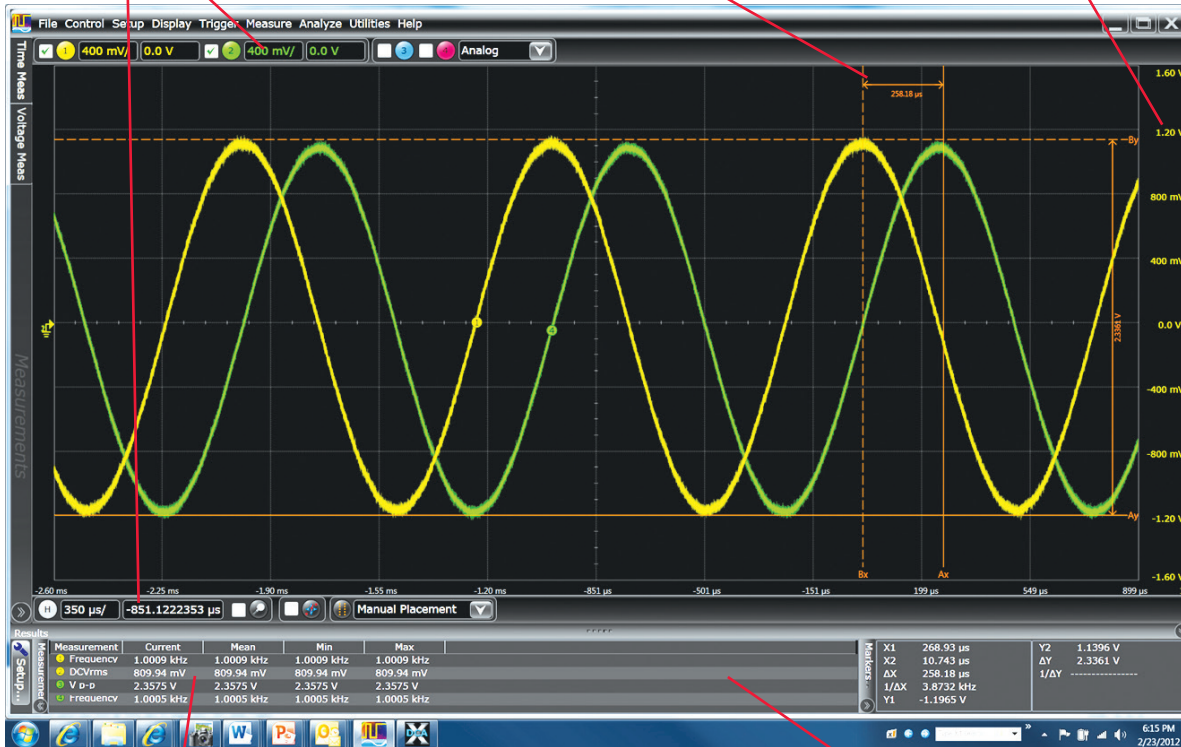 File Control Setup Display Trigger Measure Analyze Utilities Help
1 400 mV/ 0.0 V 2 400 mV/ 0.0 V 3 4 Analog
Time Meas
Voltage Meas
Measurements
1.60 V
1.20 V
800 mV
400 mV
0.0 V
-400 mV
-800 mV
-1.20 V
-1.60 V
258.18 µs
By
2.3361 V
Ay
Bx
Ax
4
-2.60 ms -2.25 ms -1.90 ms -1.55 ms -1.20 ms -851 µs -501 µs -151 µs 199 µs 549 µs 899 µs
H 350 µs/ -851.1222353 µs Manual Placement
Results
Setup...
Measurement Current Mean Min Max
Frequency 1.0009 kHz 1.0009 kHz 1.0009 kHz 1.0009 kHz
DCVrms 809.94 mV 809.94 mV 809.94 mV 809.94 mV
V p-p 2.3575 V 2.3575 V 2.3575 V 2.3575 V
Frequency 1.0005 kHz 1.0005 kHz 1.0005 kHz 1.0005 kHz
Markers
X1 268.93 µs
X2 10.743 µs
ΔX 258.18 µs
1/ΔX 3.8732 kHz
Y1 -1.1965 V
Y2 1.1396 V
ΔY 2.3361 V
1/ΔY ----------------
6:15 PM
2/23/2012